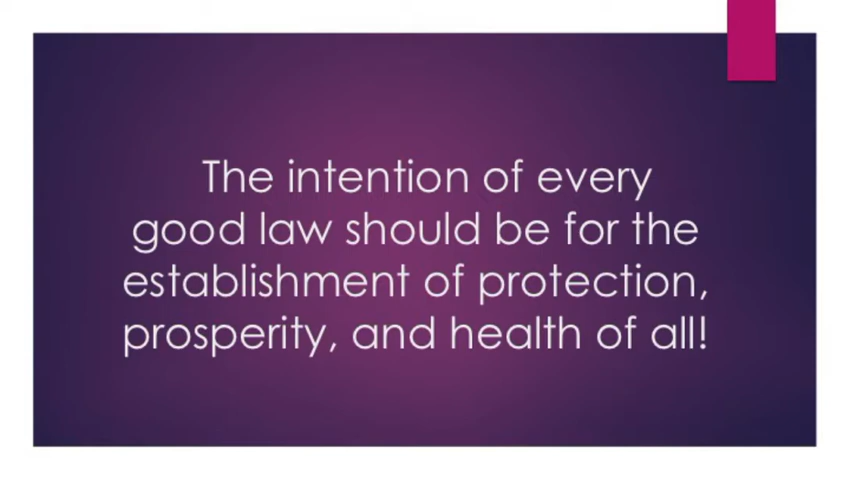 The intention of every
good law should be for the
establishment of protection,
prosperity, and health of all!